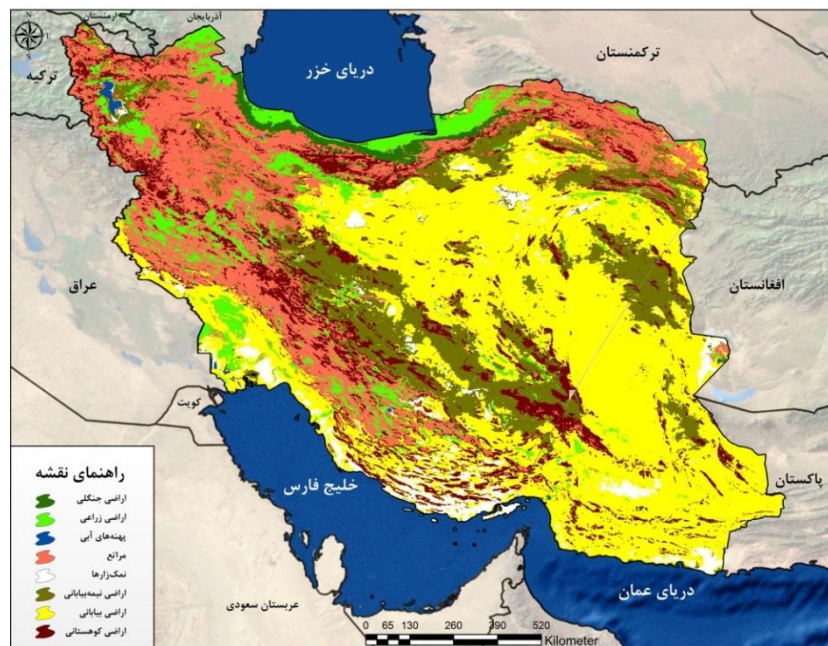 N
E
S
ارمنستان
آذربایجان
ترکیه
دریای خزر
ترکمنستان
عراق
افغانستان
کویت
پاکستان
خلیج فارس
عربستان سعودی
دریای عمان
راهنمای نقشه
اراضی جنگلی
اراضی زراعی
پهنه‌های آبی
مراتع
نمک‌زارها
اراضی نیمه‌بیابانی
اراضی بیابانی
اراضی کوهستانی
0 65 130 260 390 520
Kilometer